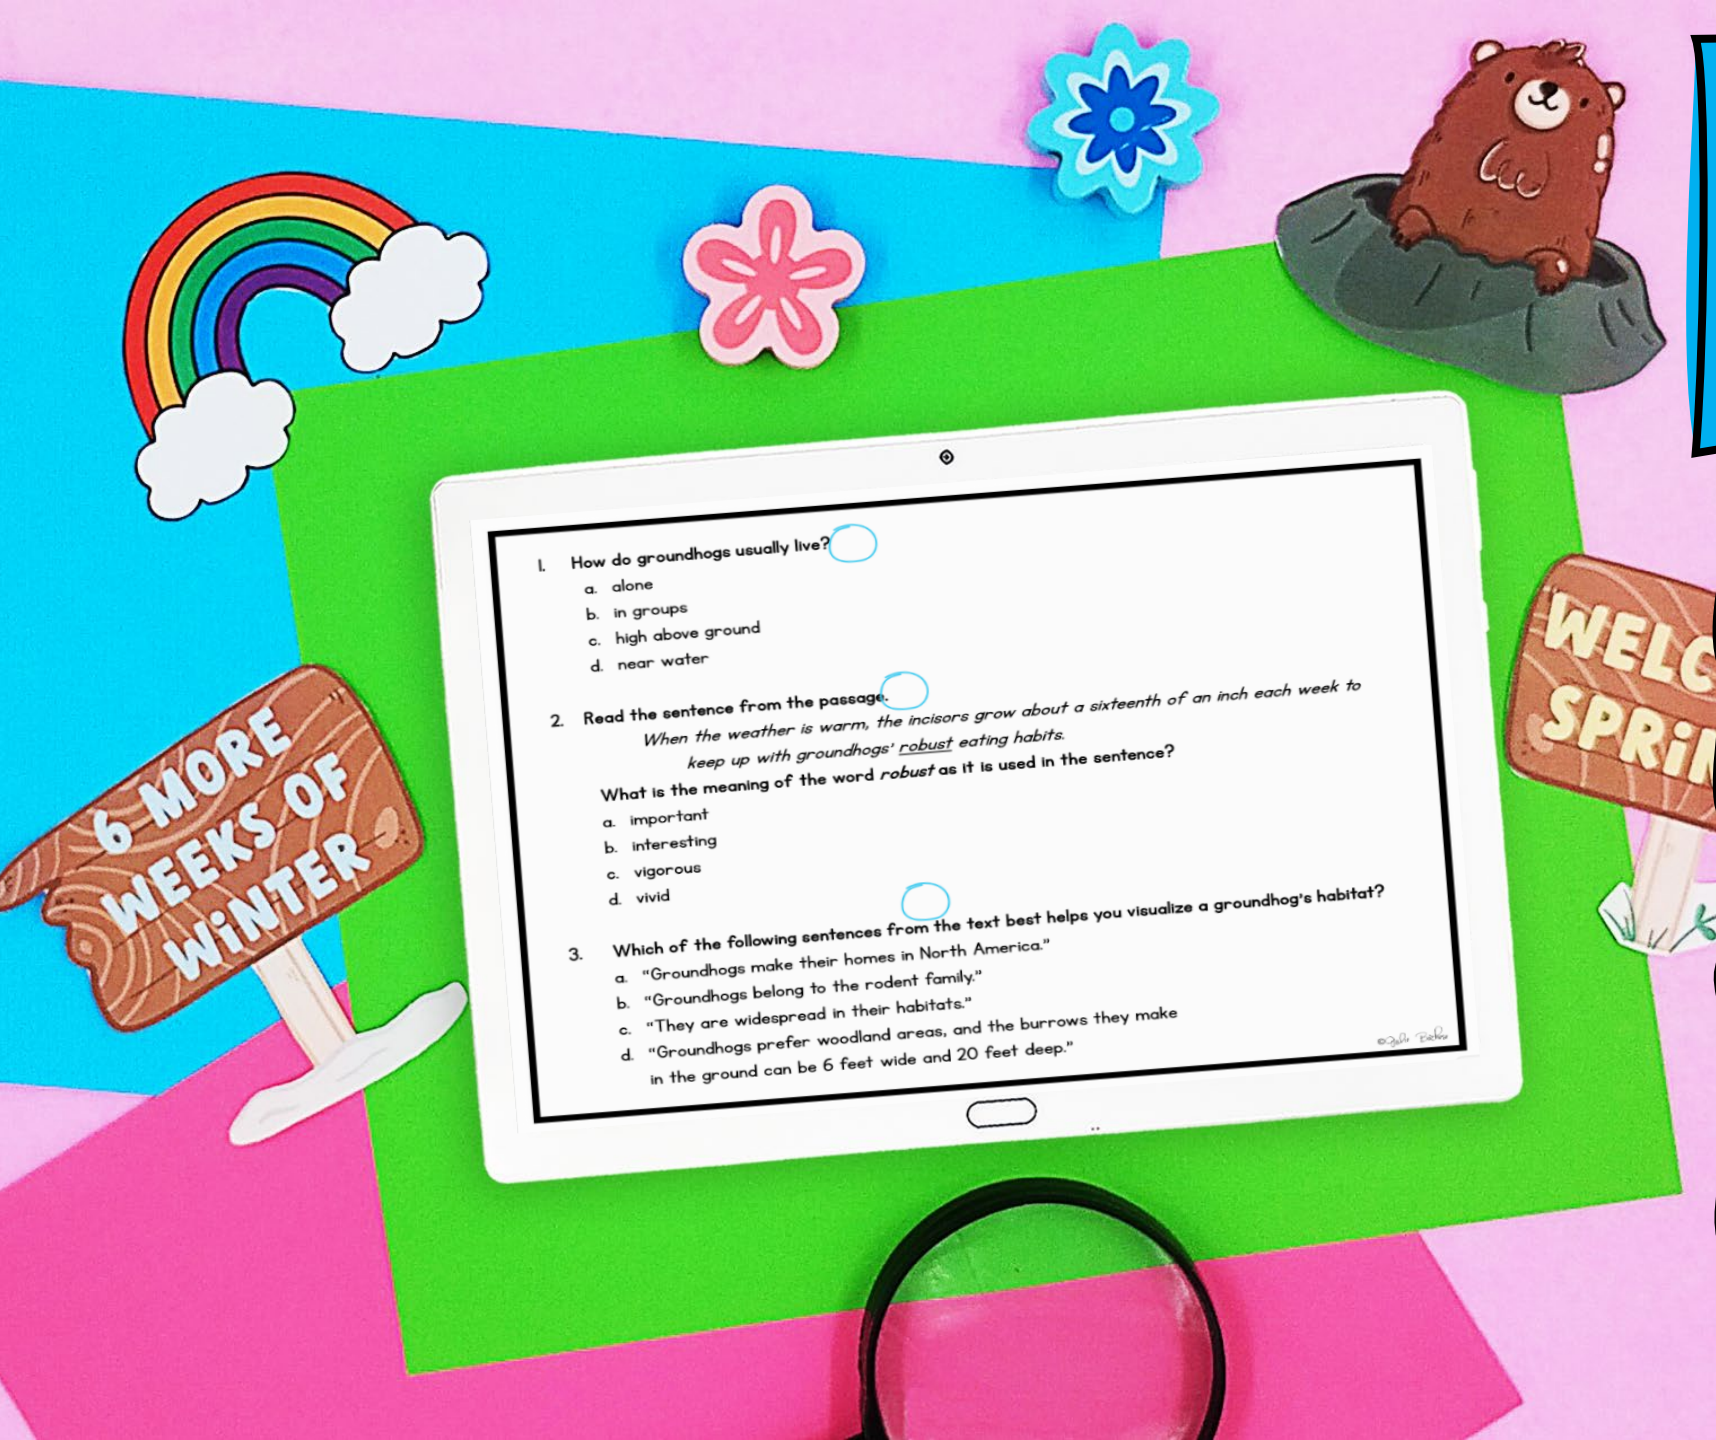 1. How do groundhogs usually live?
a. alone
b. in groups
c. high above ground
d. near water
2. Read the sentence from the passage.
When the weather is warm, the incisors grow about a sixteenth of an inch each week to
keep up with groundhogs' robust eating habits.
What is the meaning of the word robust as it is used in the sentence?
a. important
b. interesting
c. vigorous
d. vivid
3. Which of the following sentences from the text best helps you visualize a groundhog's habitat?
a. "Groundhogs make their homes in North America."
b. "Groundhogs belong to the rodent family."
c. "They are widespread in their habitats."
d. "Groundhogs prefer woodland areas, and the burrows they make
in the ground can be 6 feet wide and 20 feet deep."
6 MORE
WEEKS OF
WiNTER
WELC
SPRiN